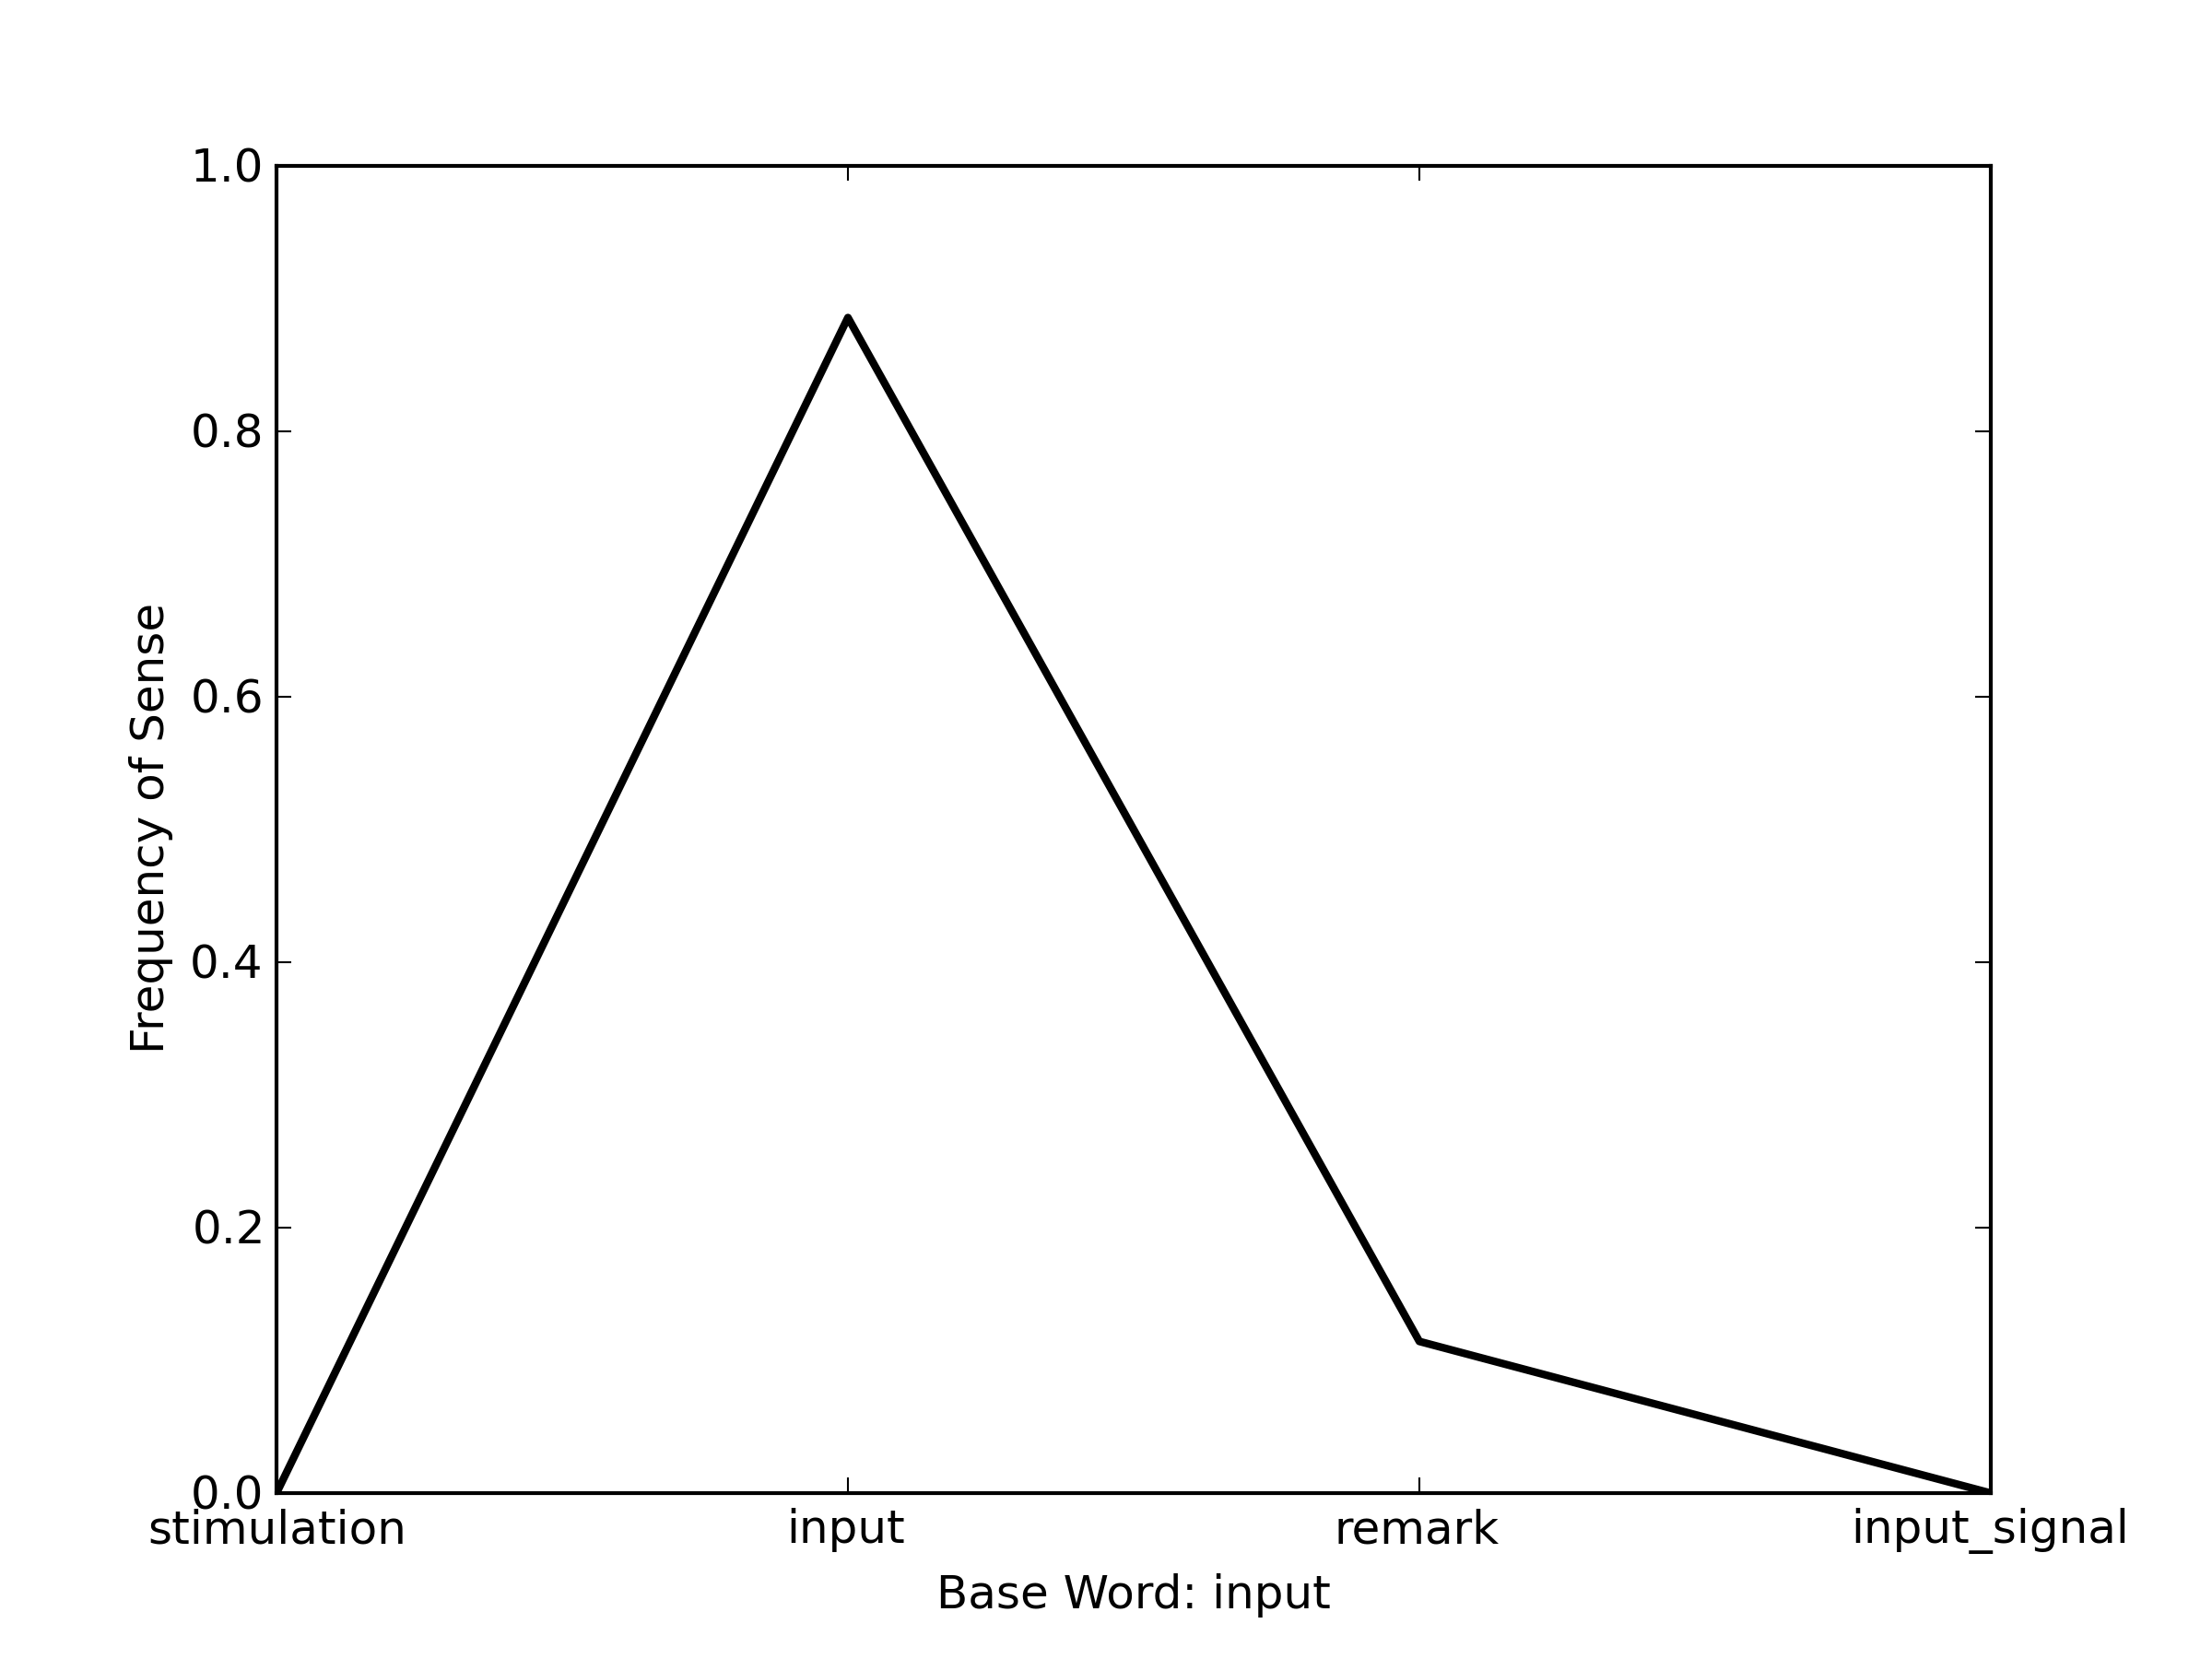 1.0
0.8
0.6
0.4
0.2
0.0
Frequency of Sense
stimulation input remark input_signal
Base Word: input